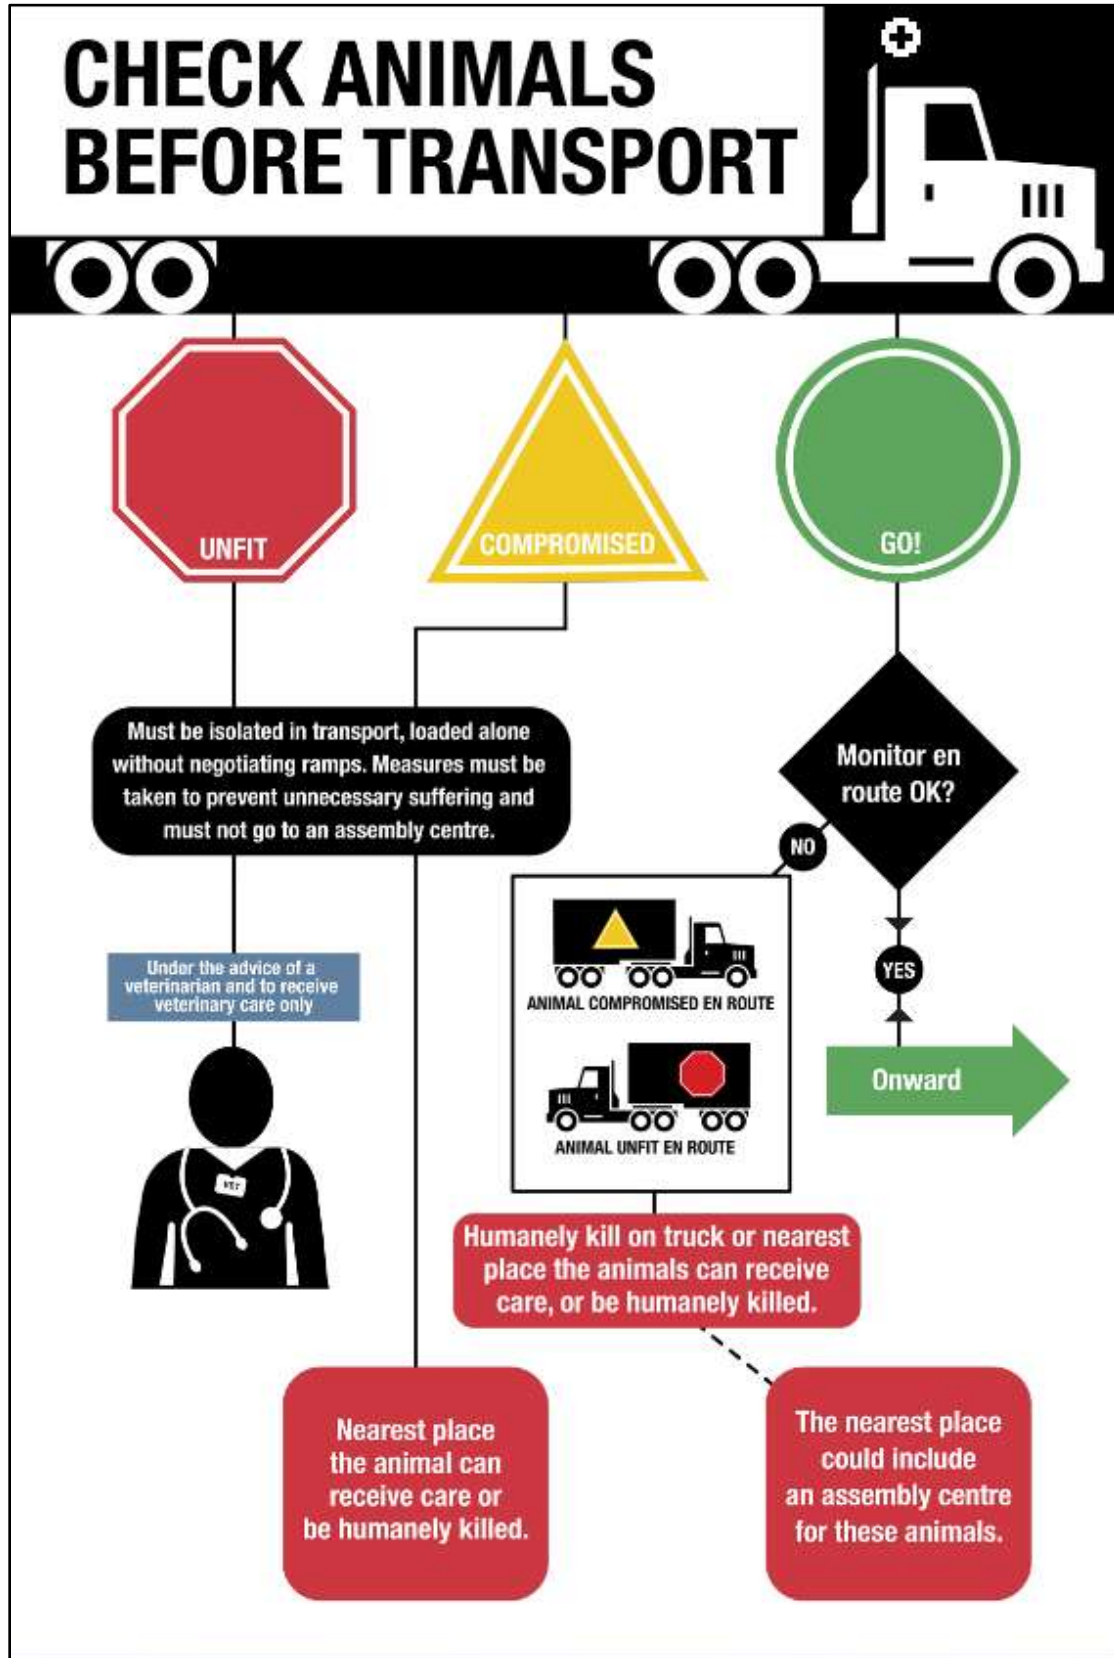 CHECK ANIMALS
BEFORE TRANSPORT
UNFIT
COMPROMISED
GO!
Must be isolated in transport, loaded alone
without negotiating ramps. Measures must be
taken to prevent unnecessary suffering and
must not go to an assembly centre.
Monitor en
route OK?
NO
YES
Onward
ANIMAL COMPROMISED EN ROUTE
ANIMAL UNFIT EN ROUTE
Under the advice of a
veterinarian and to receive
veterinary care only
VET
Humanely kill on truck or nearest
place the animals can receive
care, or be humanely killed.
Nearest place
the animal can
receive care or
be humanely killed.
The nearest place
could include
an assembly centre
for these animals.